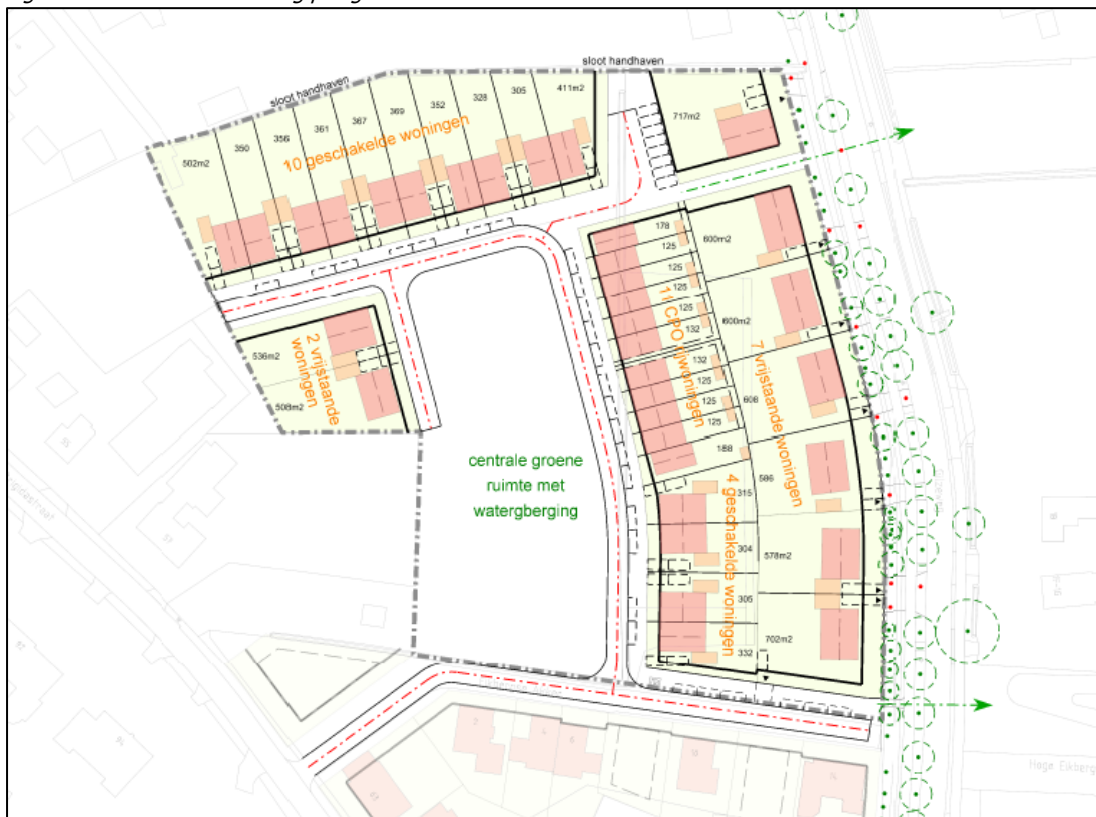 sloot handhaven
sloot handhaven
502m2
350
356
361
367
369
352
328
305
411m2
10 geschakelde woningen
717m2
536m2
508m2
2 vrijstaande
woningen
178
125
125
125
125
132
132
125
125
125
188
11 CPO rijwoningen
600m2
600m2
608
586
578m2
702m2
7 vrijstaande woningen
315
304
305
332
4 geschakelde woningen
centrale groene
ruimte met
watergberging
Hoge Eikberg